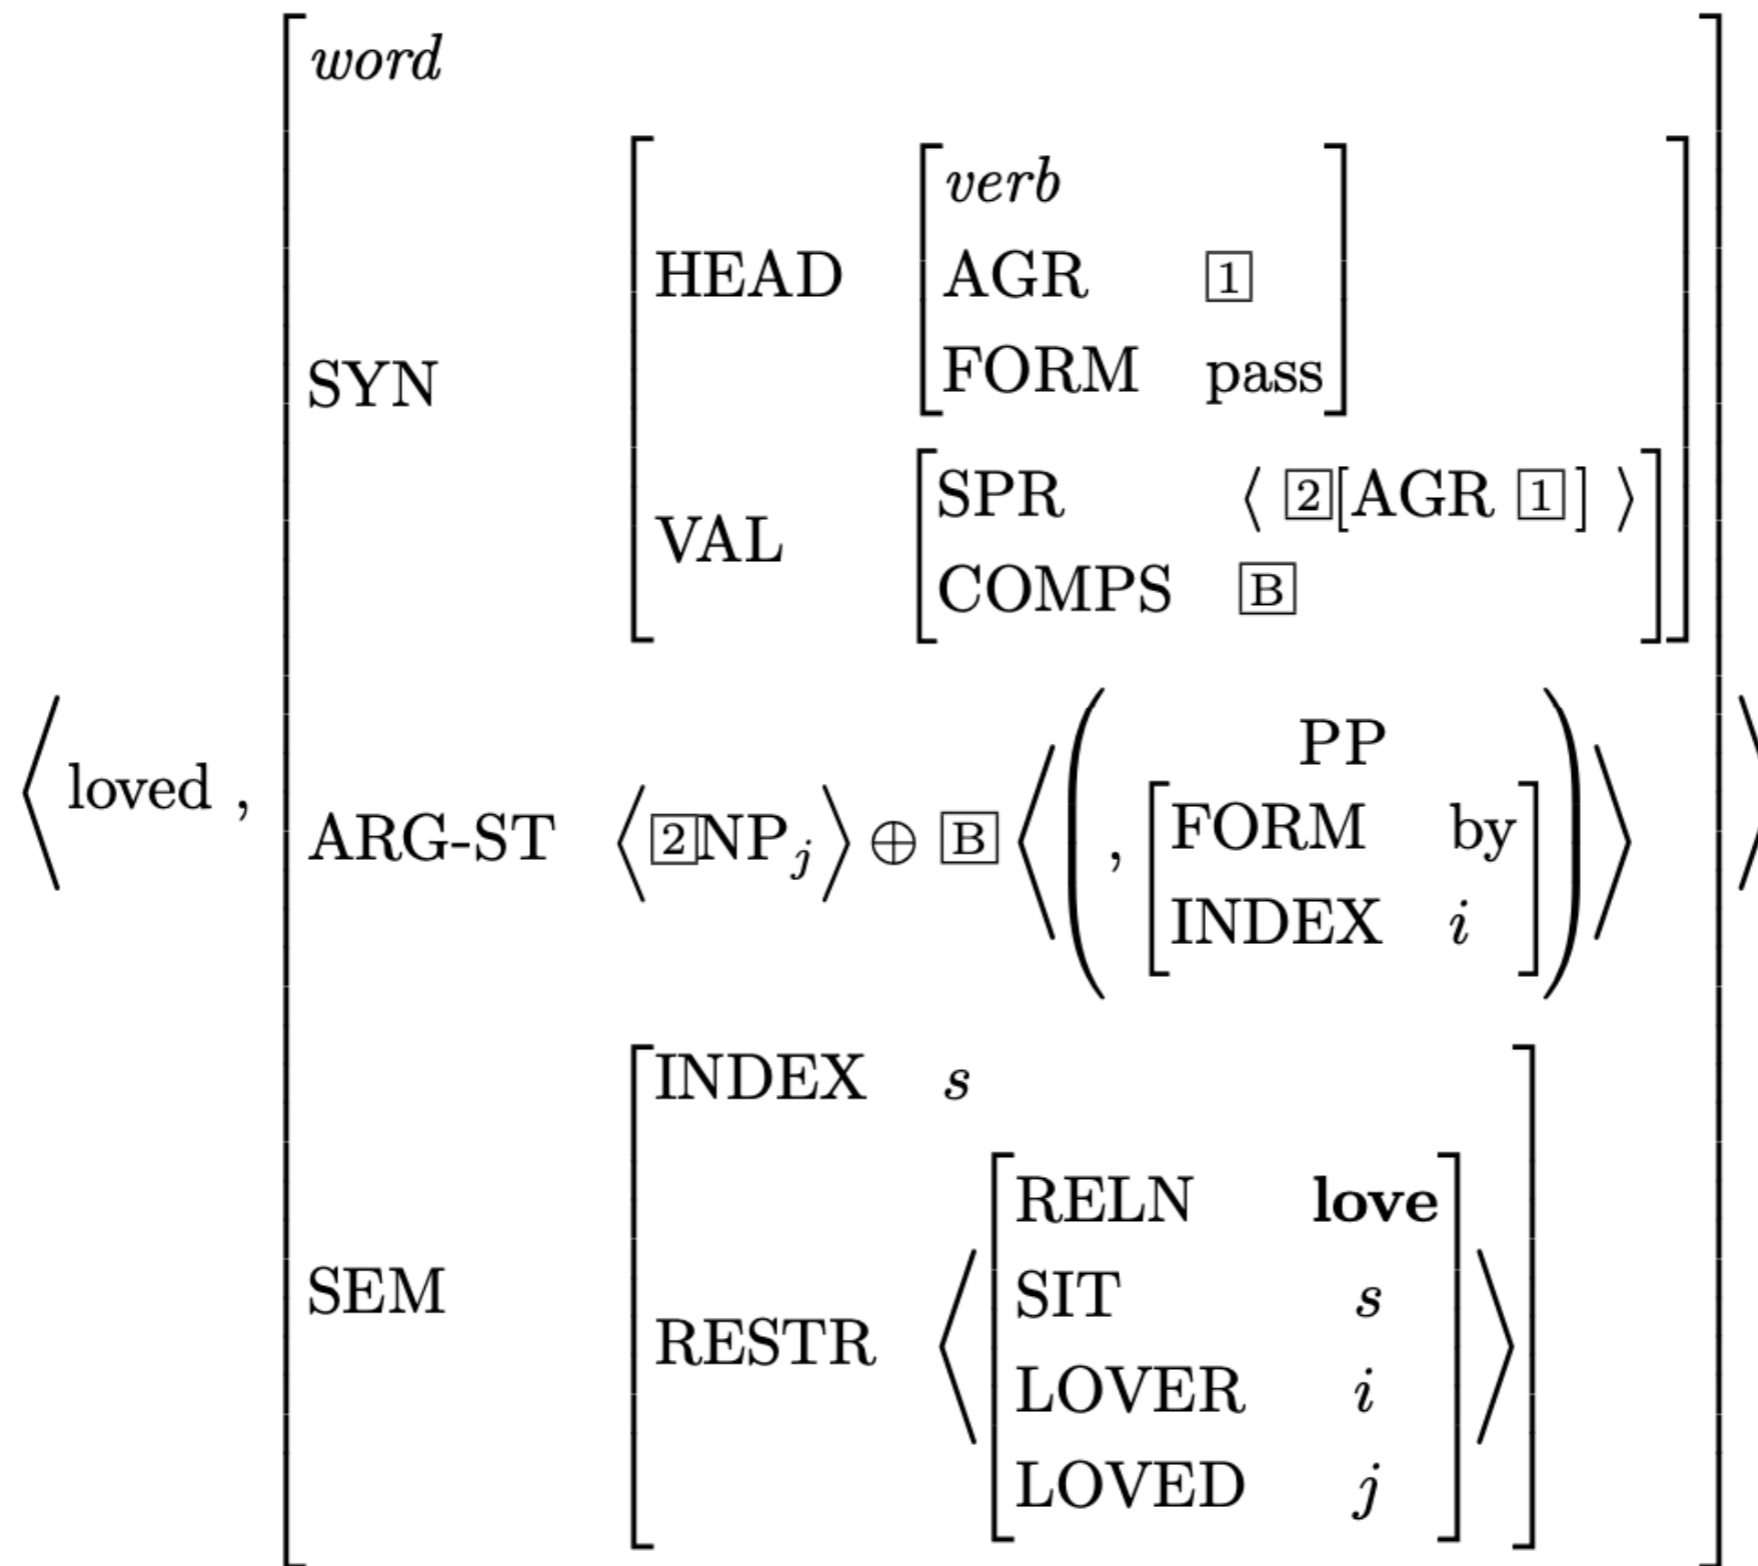 word
HEAD [verb
AGR 1
FORM pass]
SYN
VAL [SPR ⟨ 2[AGR 1] ⟩
COMPS B]
⟨loved ,
ARG-ST ⟨2NP_j⟩ ⊕ B⟨( , PP [FORM by
INDEX i])⟩
INDEX s
SEM
RESTR ⟨[RELN love
SIT s
LOVER i
LOVED j]⟩